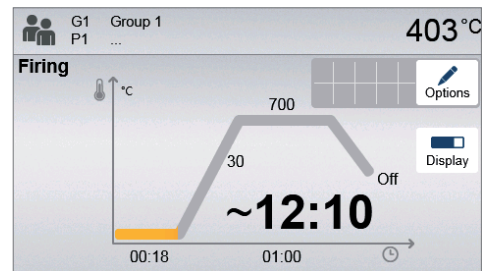 G1 Group 1 403 °C
P1 ...
Firing
°C
Options
700
30
Display
Off
~12:10
00:18 01:00